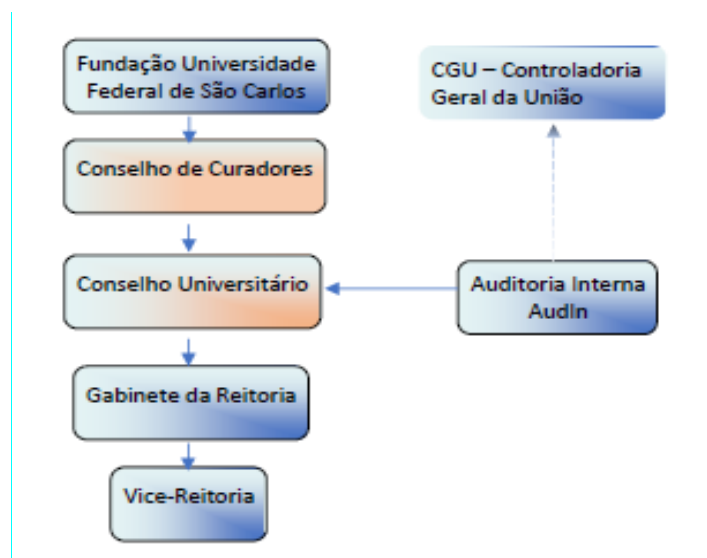 Fundação Universidade
Federal de São Carlos
CGU – Controladoria
Geral da União
Conselho de Curadores
Conselho Universitário
Auditoria Interna
AudIn
Gabinete da Reitoria
Vice-Reitoria